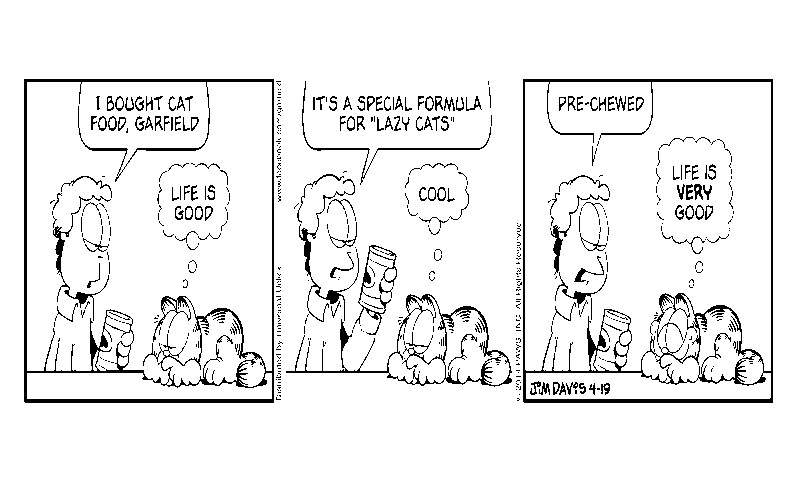 I BOUGHT CAT
FOOD, GARFIELD
LIFE IS
GOOD
IT'S A SPECIAL FORMULA
FOR "LAZY CATS"
COOL
PRE-CHEWED
LIFE IS
VERY
GOOD
JIM DAVIS 4-19